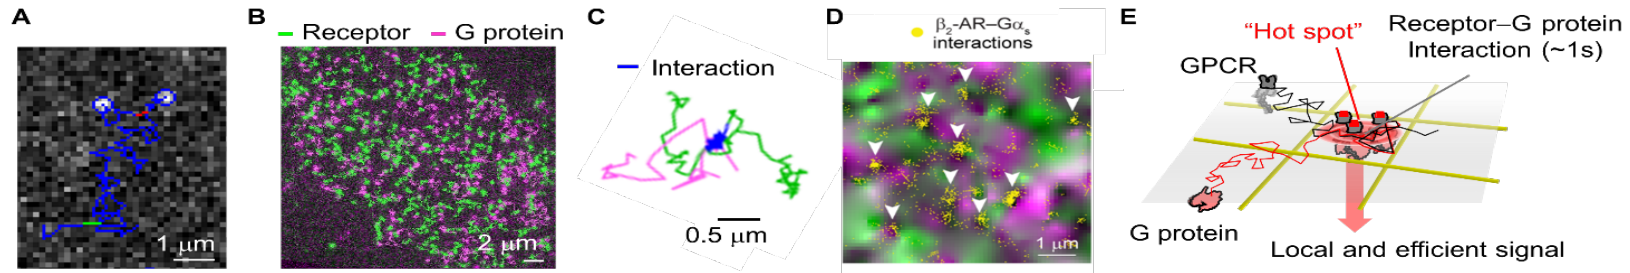 A
1 μm
B
Receptor
G protein
2 μm
C
Interaction
0.5 μm
D
β2-AR–Gαs
interactions
1 μm
E
"Hot spot"
Receptor–G protein
Interaction (~1s)
GPCR
G protein
Local and efficient signal